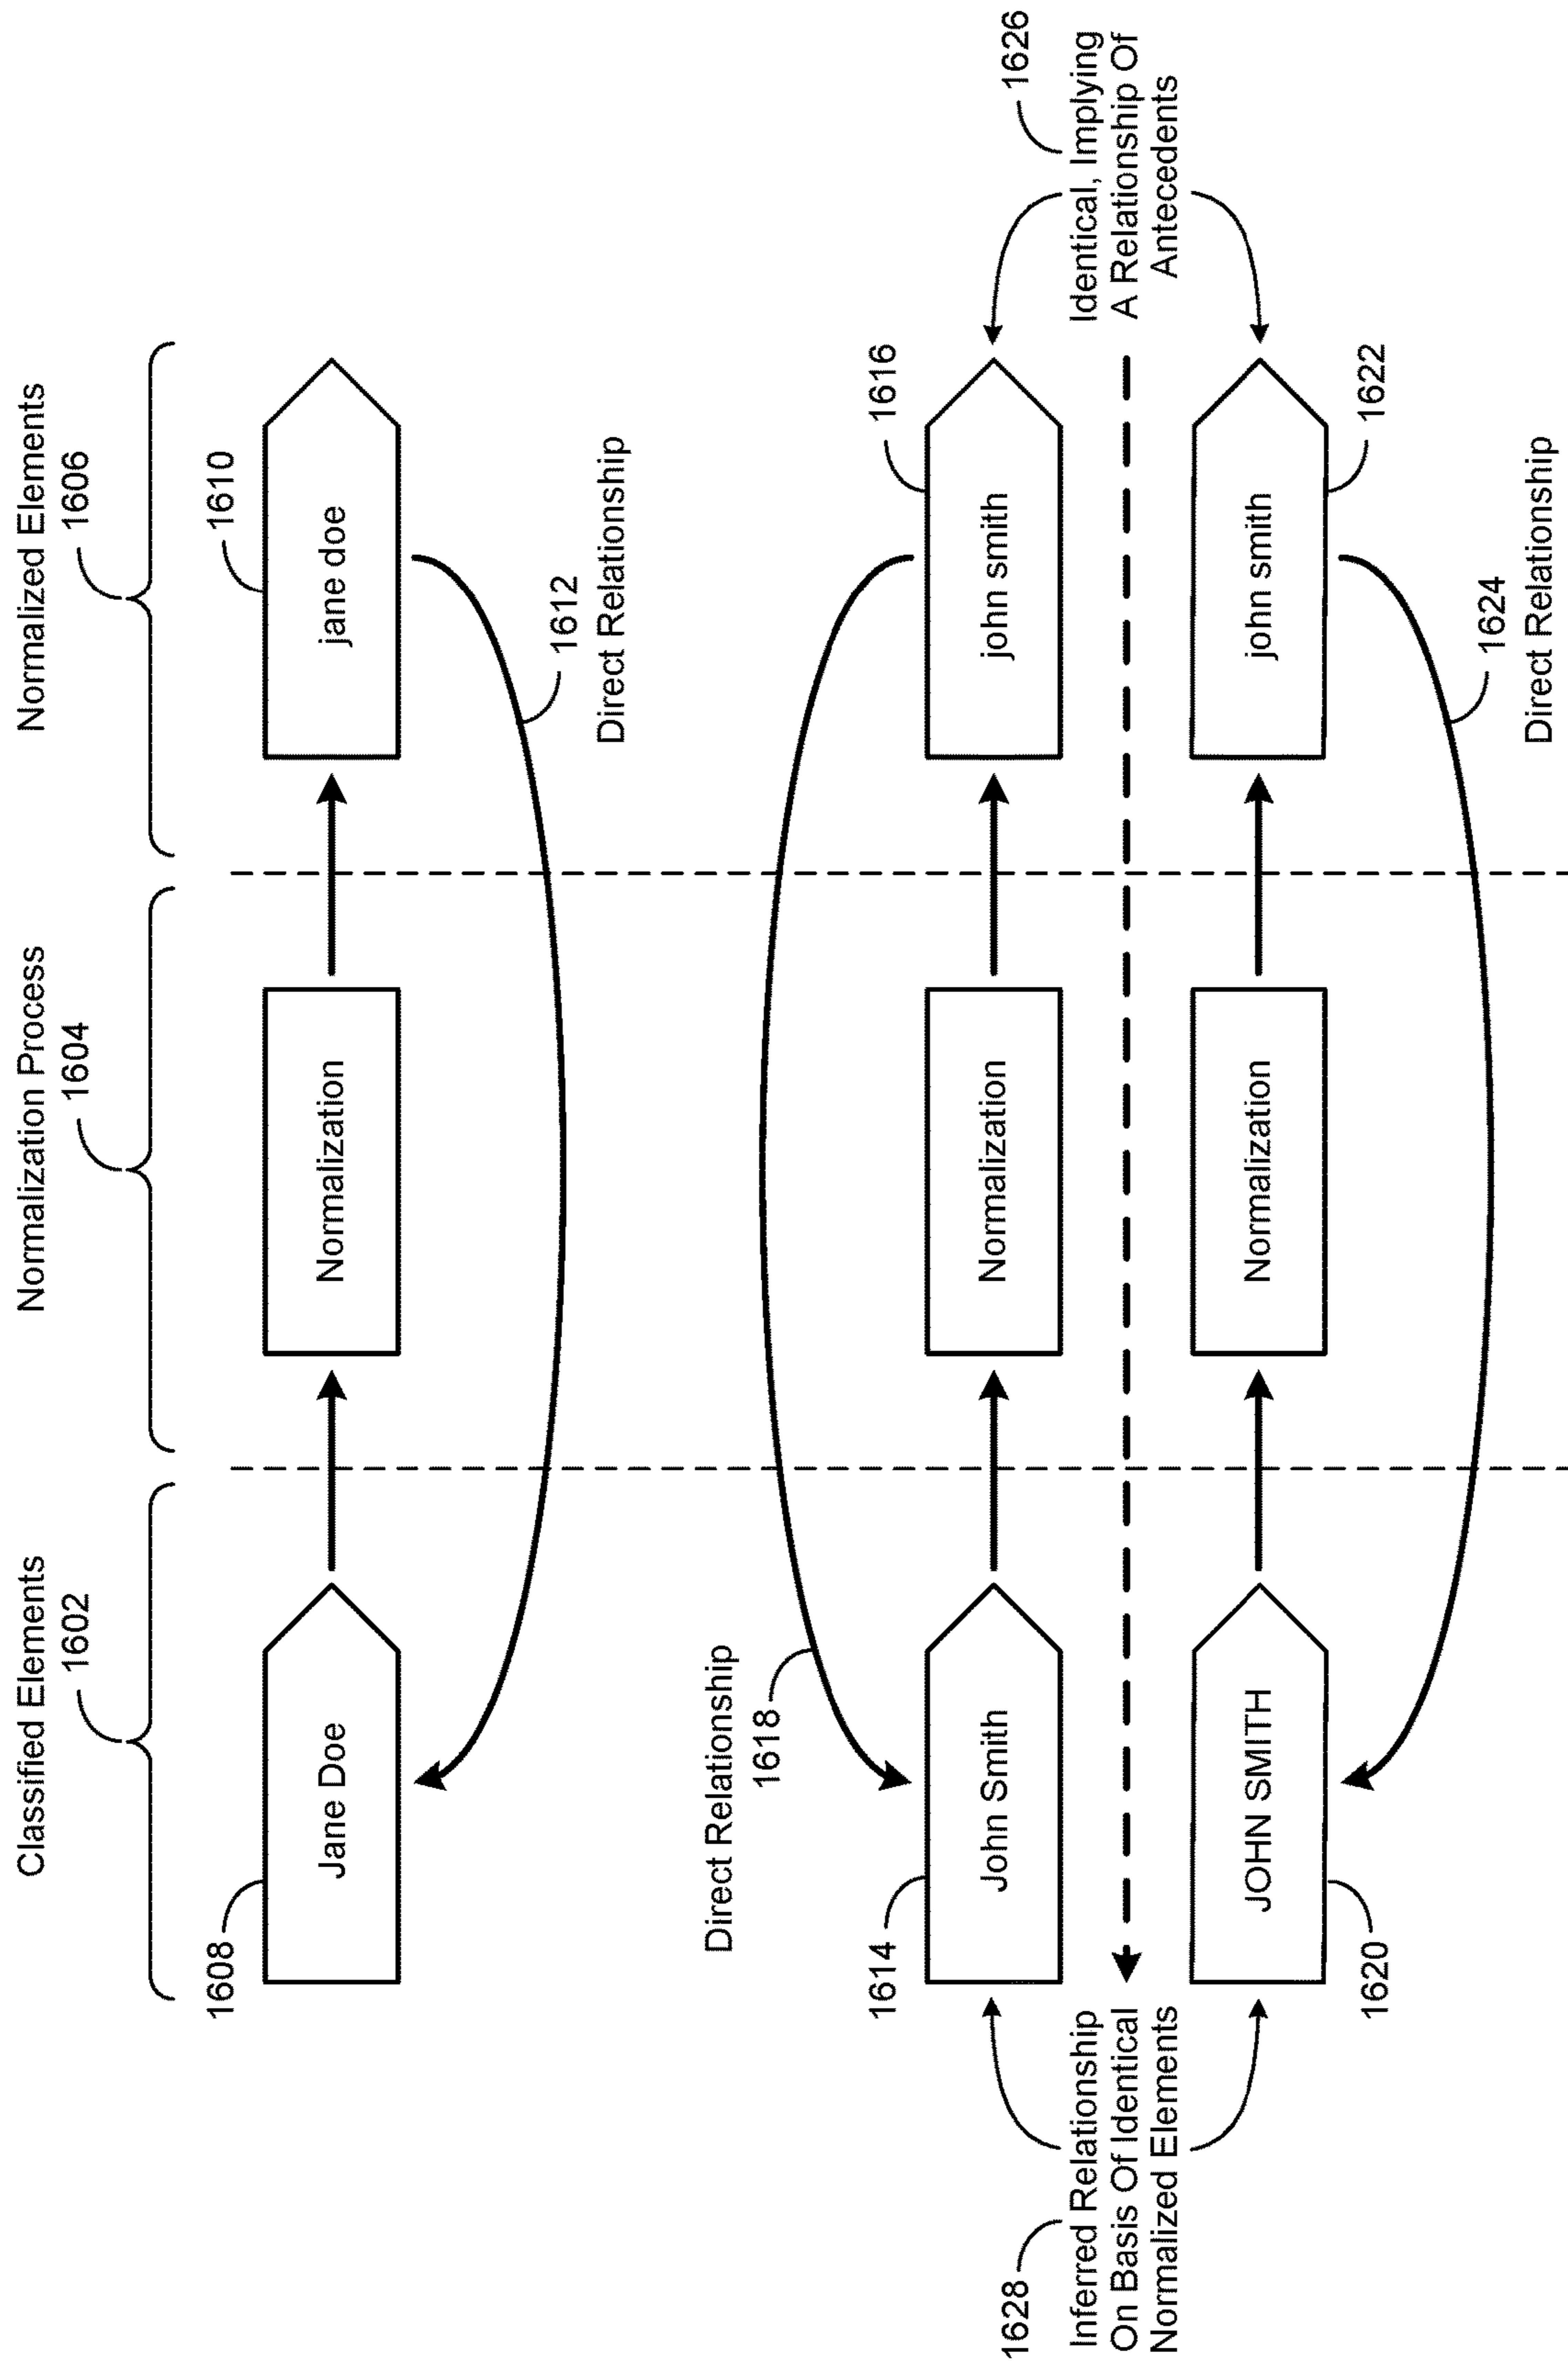 Classified Elements
1602
Normalization Process
1604
Normalized Elements
1606
1608
Jane Doe
Normalization
1610
jane doe
1612
Direct Relationship
Direct Relationship
1618
1614
John Smith
Normalization
1616
john smith
1628
Inferred Relationship
On Basis Of Identical
Normalized Elements
1626
Identical, Implying
A Relationship Of
Antecedents
JOHN SMITH
1620
Normalization
john smith
1622
1624
Direct Relationship